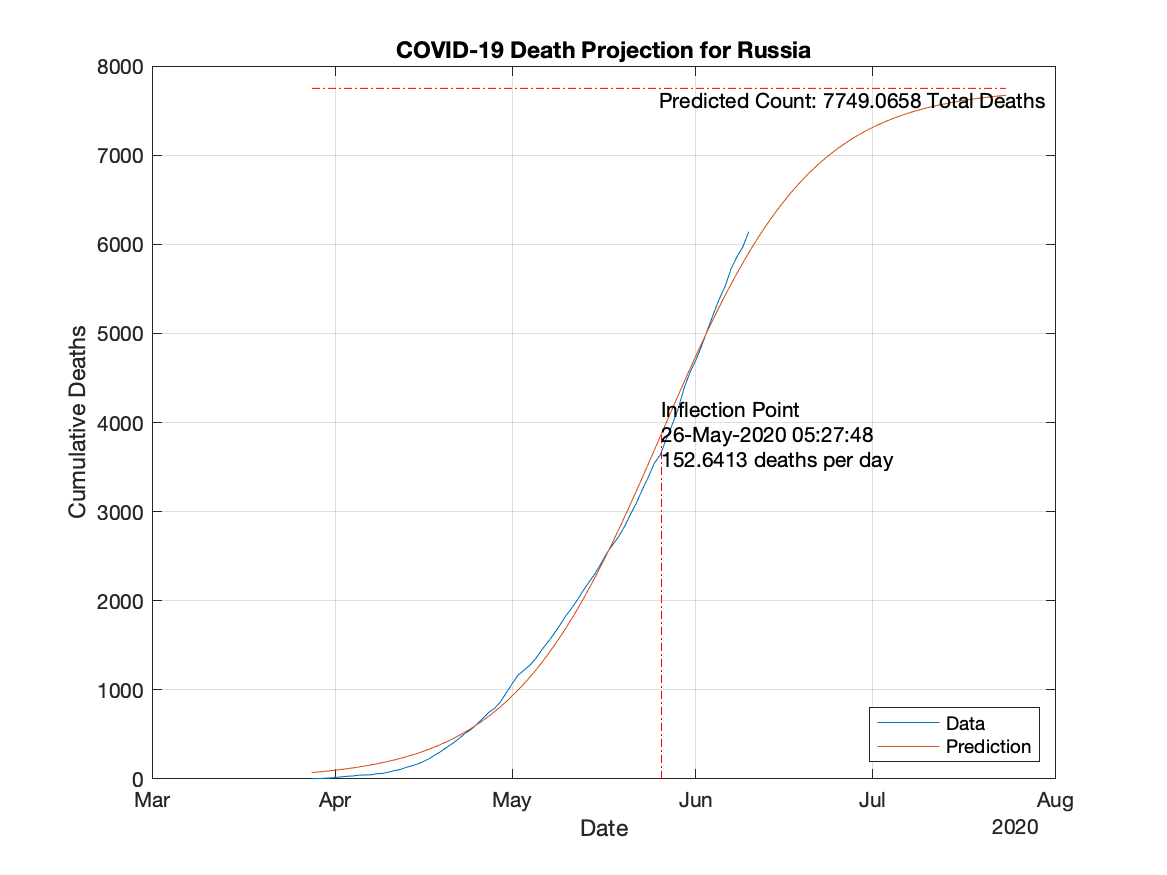 COVID-19 Death Projection for Russia
8000
Predicted Count: 7749.0658 Total Deaths
7000
6000
5000
4000
3000
2000
1000
0
Cumulative Deaths
Inflection Point
26-May-2020 05:27:48
152.6413 deaths per day
Data
Prediction
Mar Apr May Jun Jul Aug
Date
2020